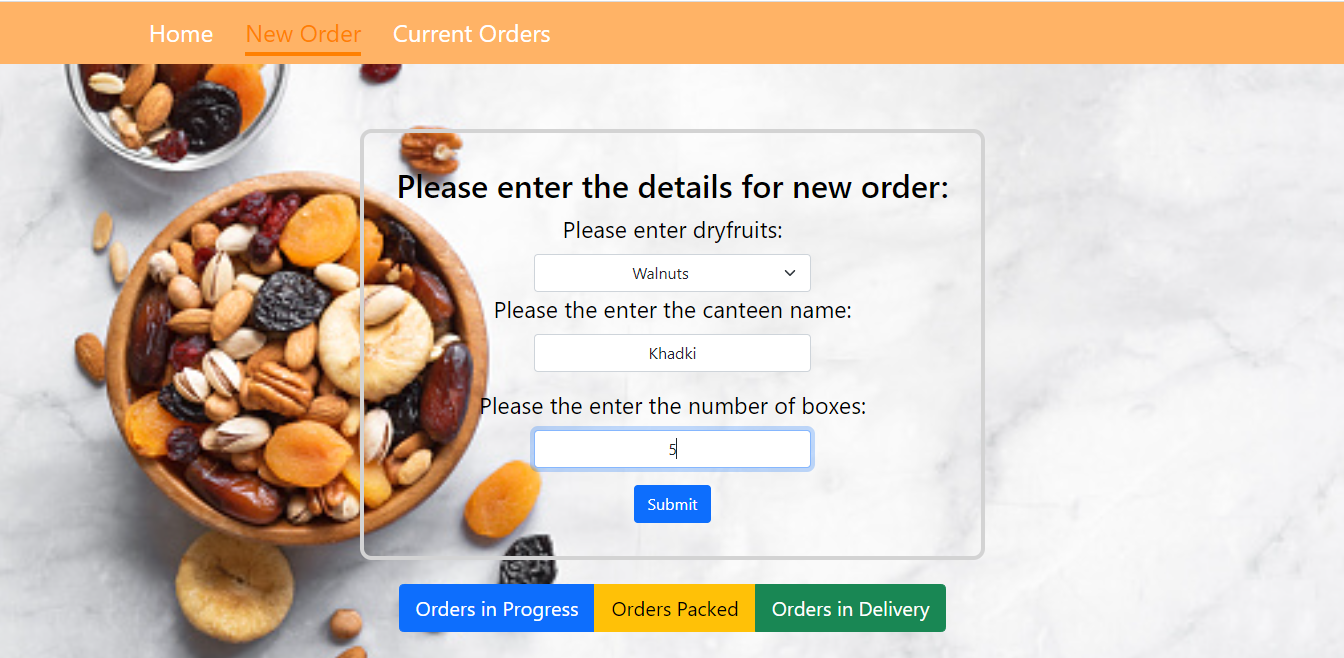 Home New Order Current Orders
Please enter the details for new order:
Please enter dryfruits:
Walnuts
Please the enter the canteen name:
Khadki
Please the enter the number of boxes:
5
Submit
Orders in Progress Orders Packed Orders in Delivery